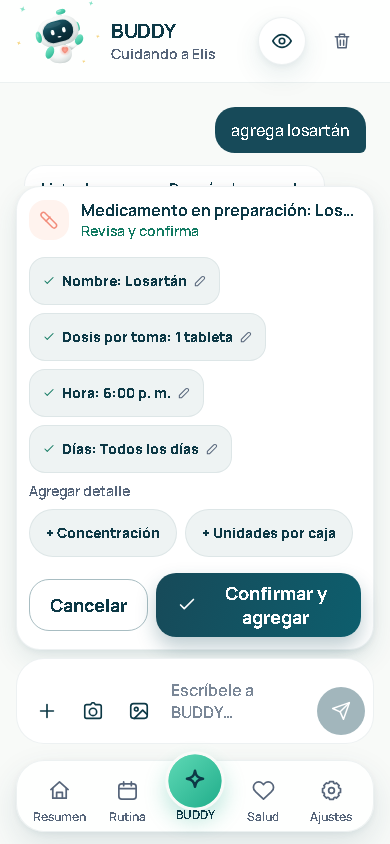 BUDDY
Cuidando a Elis
agrega losartán
Medicamento en preparación: Los...
Revisa y confirma
Nombre: Losartán
Dosis por toma: 1 tableta
Hora: 6:00 p. m.
Días: Todos los días
Agregar detalle
+ Concentración
+ Unidades por caja
Cancelar
Confirmar y
agregar
Escríbele a
BUDDY...
Resumen
Rutina
BUDDY
Salud
Ajustes